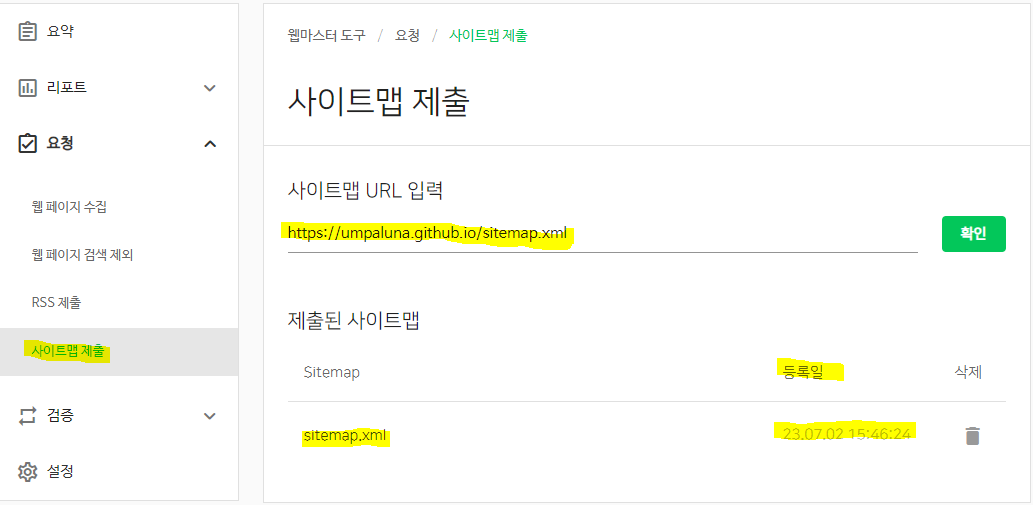 요약
리포트
요청
웹 페이지 수집
웹 페이지 검색 제외
RSS 제출
사이트맵 제출
검증
설정
웹마스터 도구 / 요청 / 사이트맵 제출
사이트맵 제출
사이트맵 URL 입력
https://umpaluna.github.io/sitemap.xml
확인
제출된 사이트맵
Sitemap 등록일 삭제
sitemap.xml 23.07.02 15:46:24